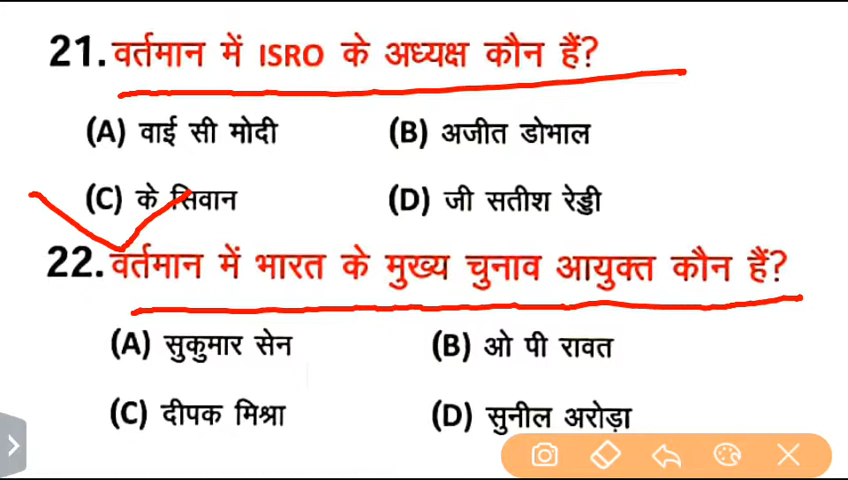 21. वर्तमान में ISRO के अध्यक्ष कौन हैं?
(A) वाई सी मोदी (B) अजीत डोभाल
(C) के सिवान (D) जी सतीश रेड्डी
22. वर्तमान में भारत के मुख्य चुनाव आयुक्त कौन हैं?
(A) सुकुमार सेन (B) ओ पी रावत
(C) दीपक मिश्रा (D) सुनील अरोड़ा